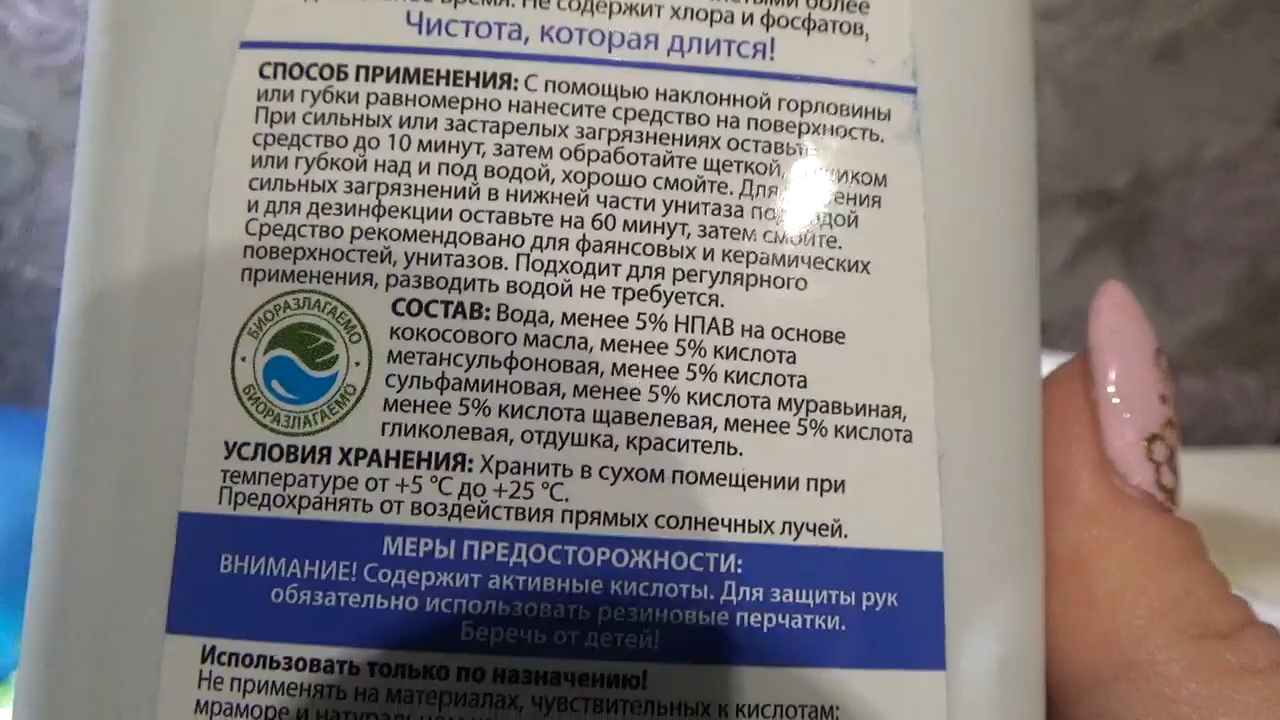 более
время. Не содержит хлора и фосфатов,
Чистота, которая длится!
СПОСОБ ПРИМЕНЕНИЯ: С помощью наклонной горловины
или губки равномерно нанесите средство на поверхность.
При сильных или застарелых загрязнениях оставьте
средство до 10 минут, затем обработайте щеткой,
или губкой над и под водой, хорошо смойте. Для
сильных загрязнений в нижней части унитаза под водой
и для дезинфекции оставьте на 60 минут, затем смойте.
Средство рекомендовано для фаянсовых и керамических
поверхностей, унитазов. Подходит для регулярного
применения, разводить водой не требуется.
БИОРАЗЛАГАЕМО
БИОРАЗЛАГАЕМО
СОСТАВ: Вода, менее 5% НПАВ на основе
кокосового масла, менее 5% кислота
метансульфоновая, менее 5% кислота
сульфаминовая, менее 5% кислота муравьиная,
менее 5% кислота щавелевая, менее 5% кислота
гликолевая, отдушка, краситель.
УСЛОВИЯ ХРАНЕНИЯ: Хранить в сухом помещении при
температуре от +5 °C до +25 °C.
Предохранять от воздействия прямых солнечных лучей.
МЕРЫ ПРЕДОСТОРОЖНОСТИ:
ВНИМАНИЕ! Содержит активные кислоты. Для защиты рук
обязательно использовать резиновые перчатки.
Беречь от детей!
Использовать только по назначению!
Не применять на материалах, чувствительных к кислотам:
мраморе и